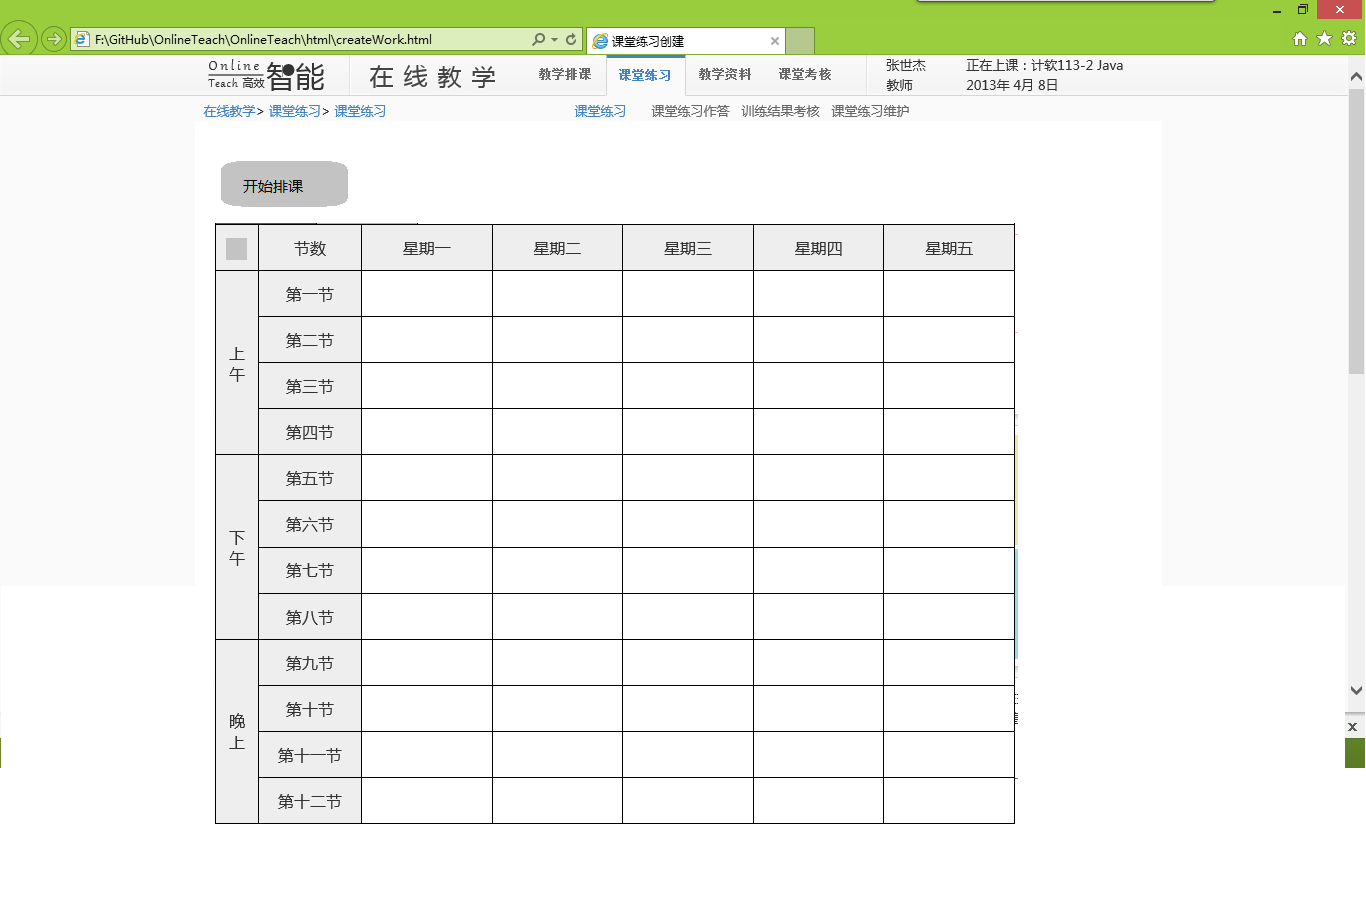 F:\GitHub\OnlineTeach\OnlineTeach\html\createWork.html
课堂练习创建
Online
Teach 高效
智能
在线教学
教学排课 课堂练习 教学资料 课堂考核
张世杰
教师
正在上课：计软113-2 Java
2013年 4月 8日
在线教学> 课堂练习> 课堂练习
课堂练习 课堂练习作答 训练结果考核 课堂练习维护
开始排课
节数 星期一 星期二 星期三 星期四 星期五
上午
第一节
第二节
第三节
第四节
下午
第五节
第六节
第七节
第八节
晚上
第九节
第十节
第十一节
第十二节